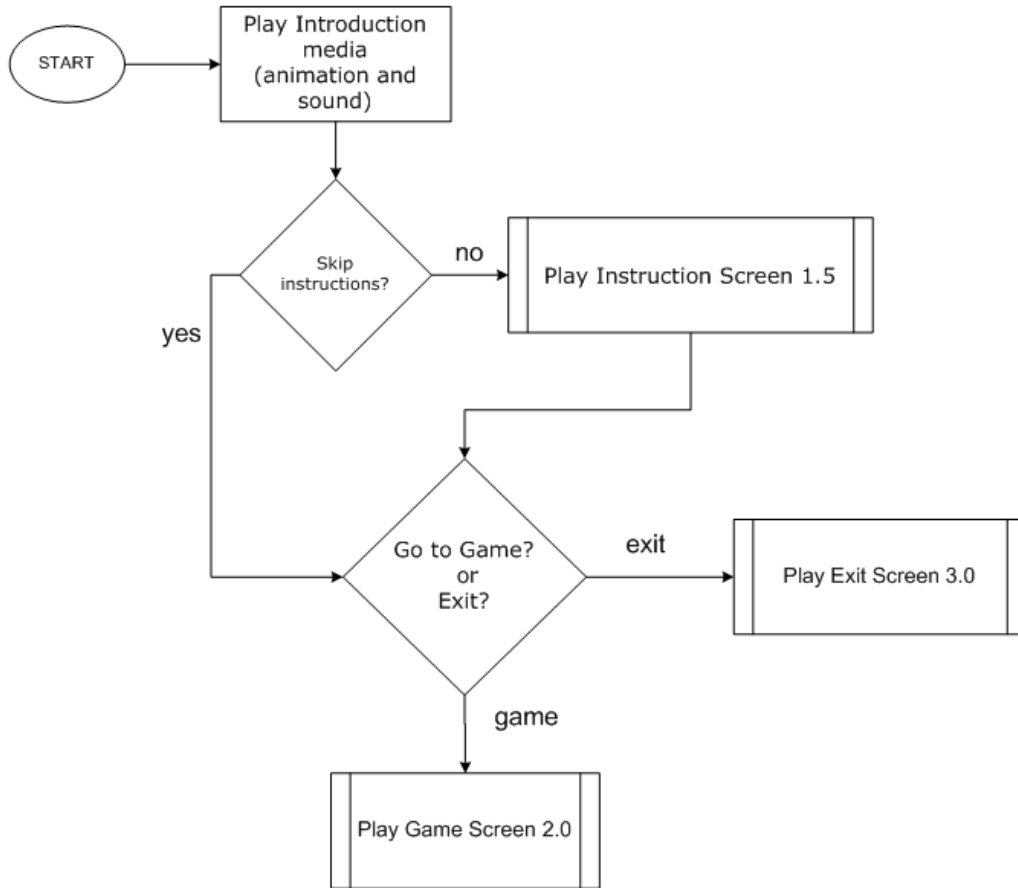 START
Play Introduction
media
(animation and
sound)
Skip
instructions?
no
Play Instruction Screen 1.5
yes
Go to Game?
or
Exit?
exit
Play Exit Screen 3.0
game
Play Game Screen 2.0